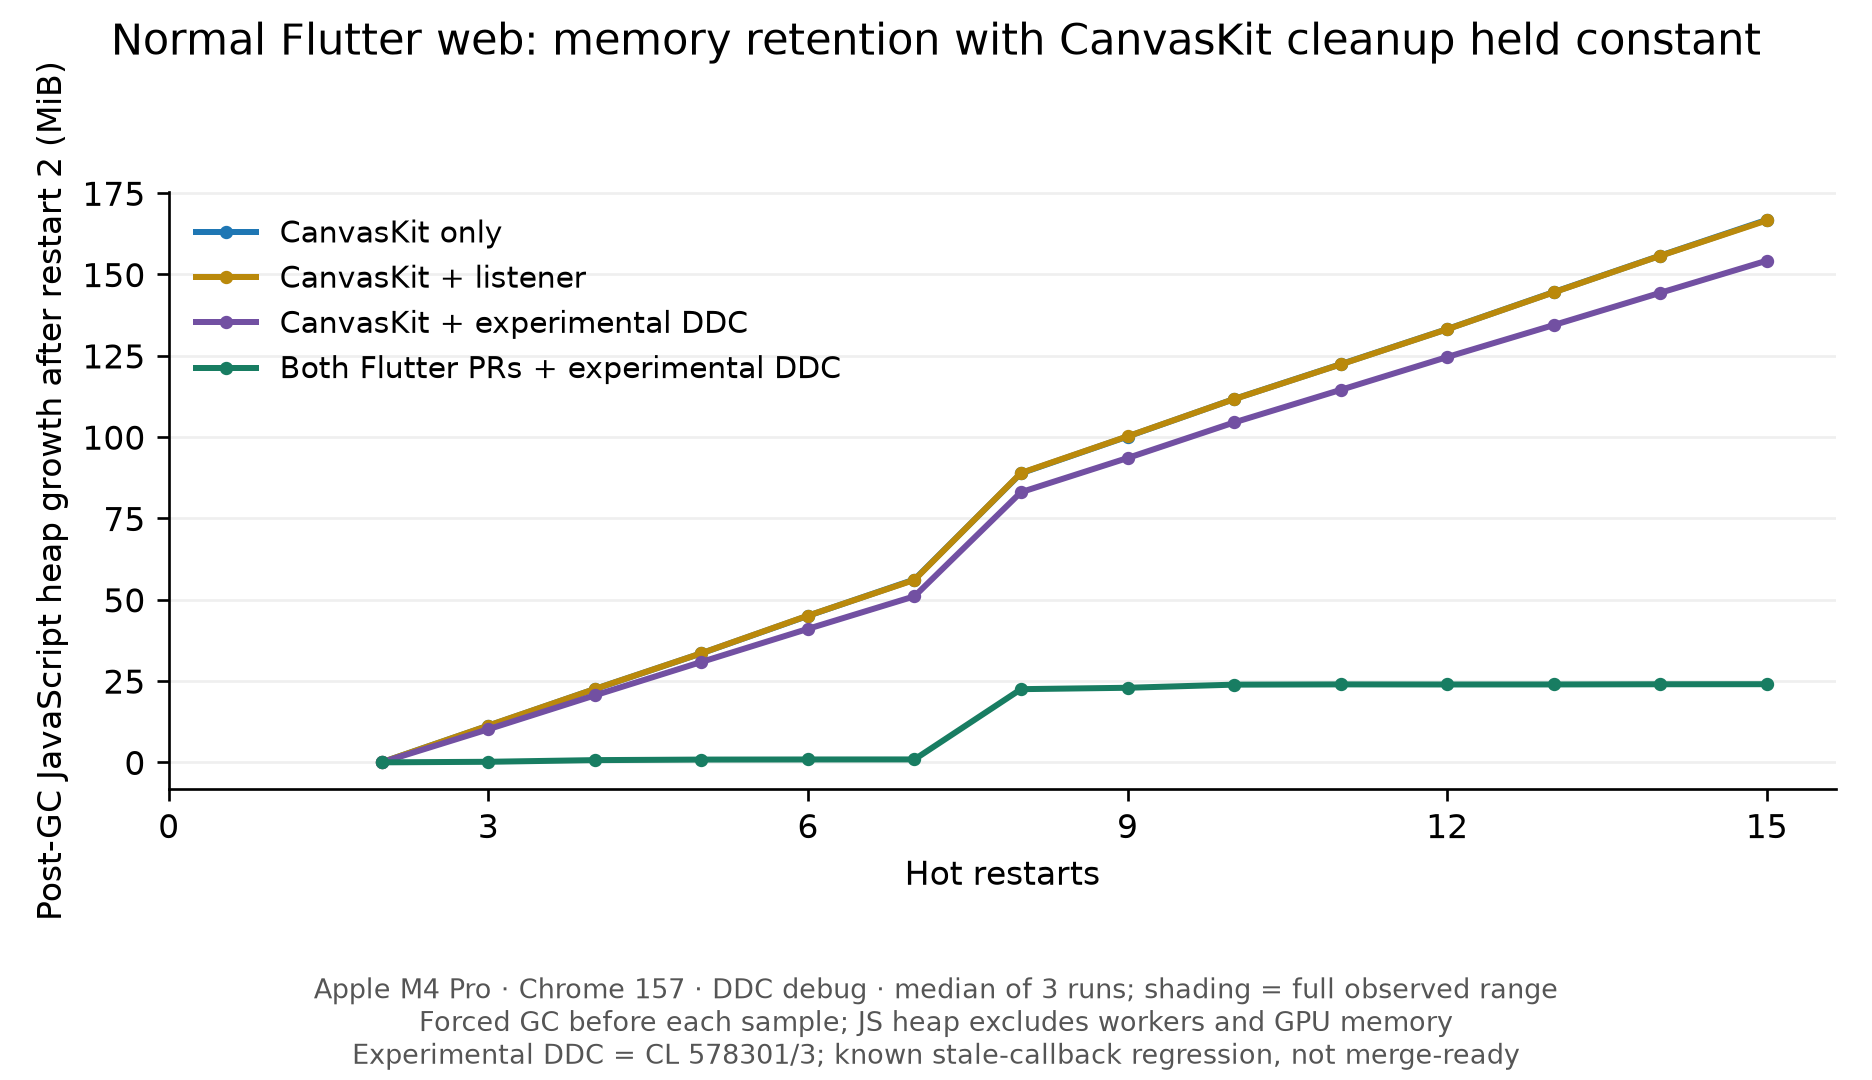 Normal Flutter web: memory retention with CanvasKit cleanup held constant
Post-GC JavaScript heap growth after restart 2 (MiB)
175
150
125
100
75
50
25
0
CanvasKit only
CanvasKit + listener
CanvasKit + experimental DDC
Both Flutter PRs + experimental DDC
0 3 6 9 12 15
Hot restarts
Apple M4 Pro · Chrome 157 · DDC debug · median of 3 runs; shading = full observed range
Forced GC before each sample; JS heap excludes workers and GPU memory
Experimental DDC = CL 578301/3; known stale-callback regression, not merge-ready